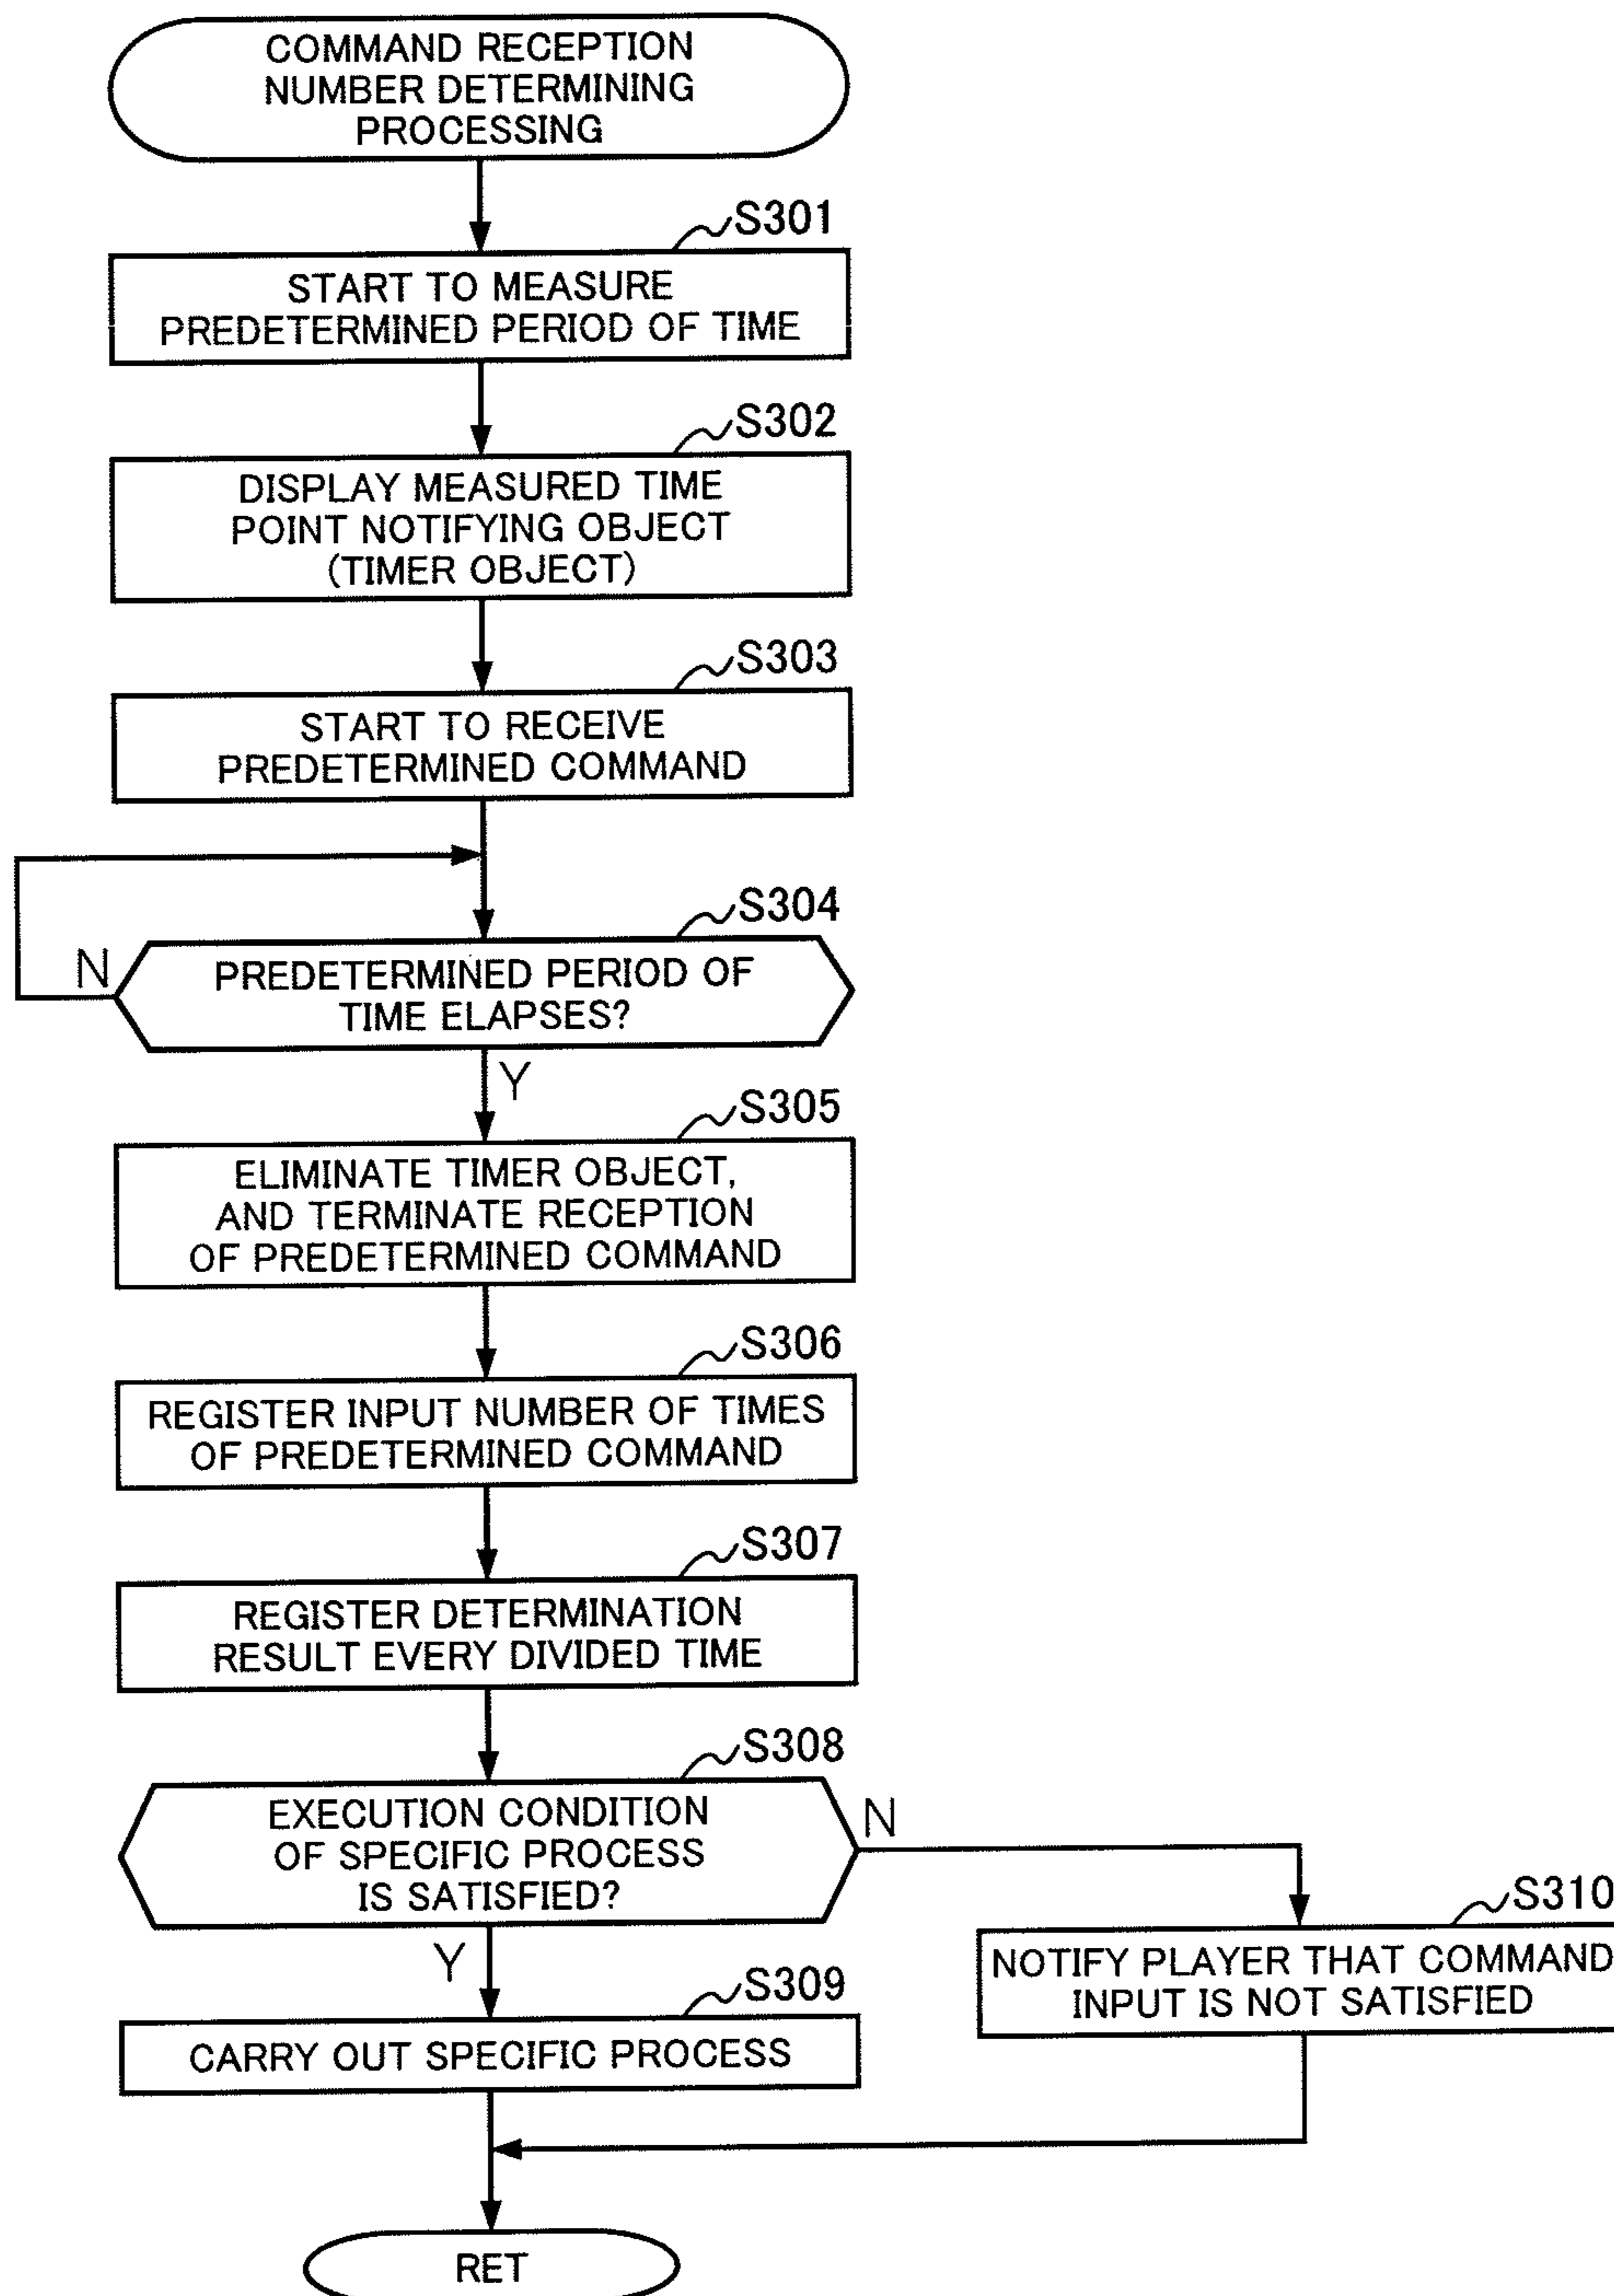 COMMAND RECEPTION
NUMBER DETERMINING
PROCESSING
S301
START TO MEASURE
PREDETERMINED PERIOD OF TIME
S302
DISPLAY MEASURED TIME
POINT NOTIFYING OBJECT
(TIMER OBJECT)
S303
START TO RECEIVE
PREDETERMINED COMMAND
S304
N
PREDETERMINED PERIOD OF
TIME ELAPSES?
Y
S305
ELIMINATE TIMER OBJECT,
AND TERMINATE RECEPTION
OF PREDETERMINED COMMAND
S306
REGISTER INPUT NUMBER OF TIMES
OF PREDETERMINED COMMAND
S307
REGISTER DETERMINATION
RESULT EVERY DIVIDED TIME
S308
EXECUTION CONDITION
OF SPECIFIC PROCESS
IS SATISFIED?
N
Y
S310
NOTIFY PLAYER THAT COMMAND
INPUT IS NOT SATISFIED
S309
CARRY OUT SPECIFIC PROCESS
RET